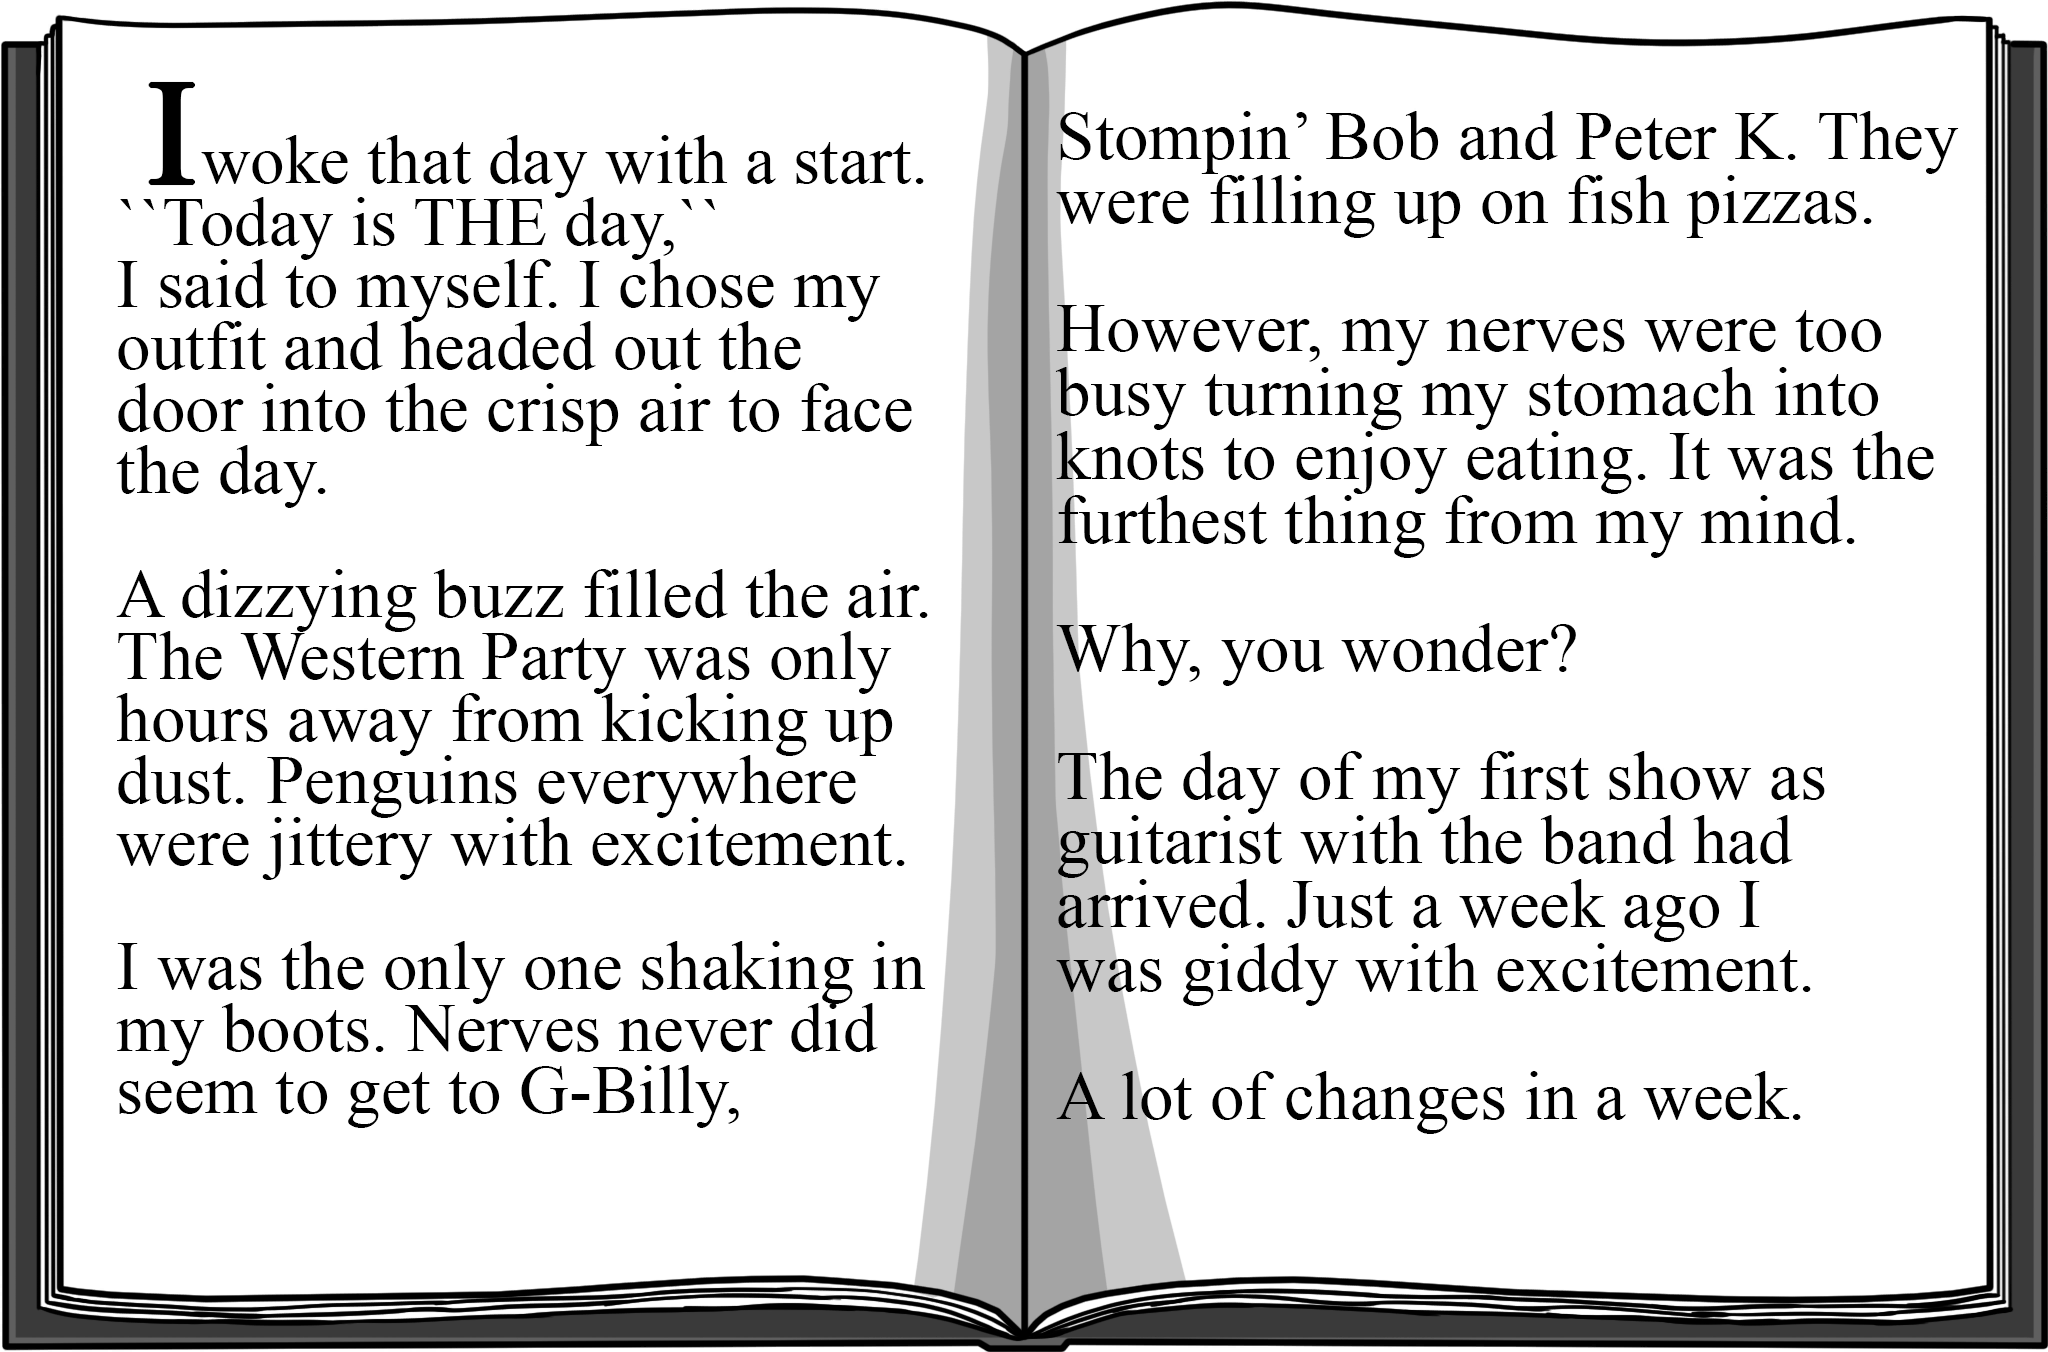 I woke that day with a start.
``Today is THE day,``
I said to myself. I chose my
outfit and headed out the
door into the crisp air to face
the day.
A dizzying buzz filled the air.
The Western Party was only
hours away from kicking up
dust. Penguins everywhere
were jittery with excitement.
I was the only one shaking in
my boots. Nerves never did
seem to get to G-Billy,
Stompin’ Bob and Peter K. They
were filling up on fish pizzas.
However, my nerves were too
busy turning my stomach into
knots to enjoy eating. It was the
furthest thing from my mind.
Why, you wonder?
The day of my first show as
guitarist with the band had
arrived. Just a week ago I
was giddy with excitement.
A lot of changes in a week.